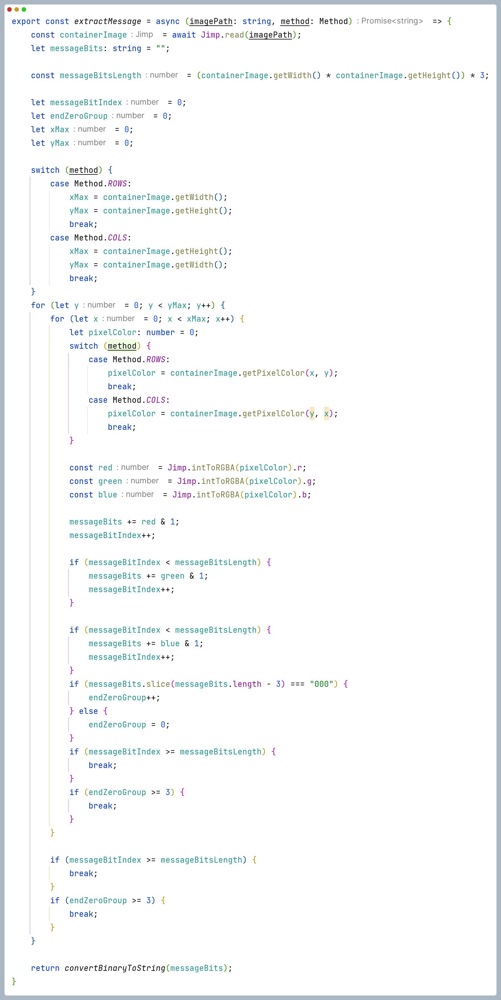 export const extractMessage = async (imagePath: string, method: Method) : Promise<string> => {
    const containerImage : Jimp = await Jimp.read(imagePath);
    let messageBits: string = "";

    const messageBitsLength : number = (containerImage.getWidth() * containerImage.getHeight()) * 3;

    let messageBitIndex : number = 0;
    let endZeroGroup : number = 0;
    let xMax : number = 0;
    let yMax : number = 0;

    switch (method) {
        case Method.ROWS:
            xMax = containerImage.getWidth();
            yMax = containerImage.getHeight();
            break;
        case Method.COLS:
            xMax = containerImage.getHeight();
            yMax = containerImage.getWidth();
            break;
    }
    for (let y : number = 0; y < yMax; y++) {
        for (let x : number = 0; x < xMax; x++) {
            let pixelColor: number = 0;
            switch (method) {
                case Method.ROWS:
                    pixelColor = containerImage.getPixelColor(x, y);
                    break;
                case Method.COLS:
                    pixelColor = containerImage.getPixelColor(y, x);
                    break;
            }

            const red : number = Jimp.intToRGBA(pixelColor).r;
            const green : number = Jimp.intToRGBA(pixelColor).g;
            const blue : number = Jimp.intToRGBA(pixelColor).b;

            messageBits += red & 1;
            messageBitIndex++;

            if (messageBitIndex < messageBitsLength) {
                messageBits += green & 1;
                messageBitIndex++;
            }

            if (messageBitIndex < messageBitsLength) {
                messageBits += blue & 1;
                messageBitIndex++;
            }
            if (messageBits.slice(messageBits.length - 3) === "000") {
                endZeroGroup++;
            } else {
                endZeroGroup = 0;
            }
            if (messageBitIndex >= messageBitsLength) {
                break;
            }
            if (endZeroGroup >= 3) {
                break;
            }
        }

        if (messageBitIndex >= messageBitsLength) {
            break;
        }
        if (endZeroGroup >= 3) {
            break;
        }
    }

    return convertBinaryToString(messageBits);
}